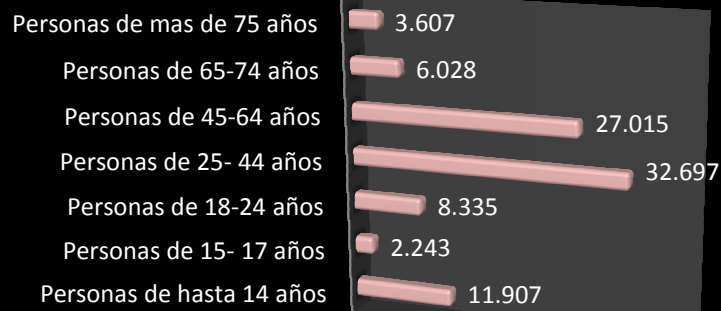 Personas de mas de 75 años 3.607
Personas de 65-74 años 6.028
Personas de 45-64 años 27.015
Personas de 25- 44 años 32.697
Personas de 18-24 años 8.335
Personas de 15- 17 años 2.243
Personas de hasta 14 años 11.907